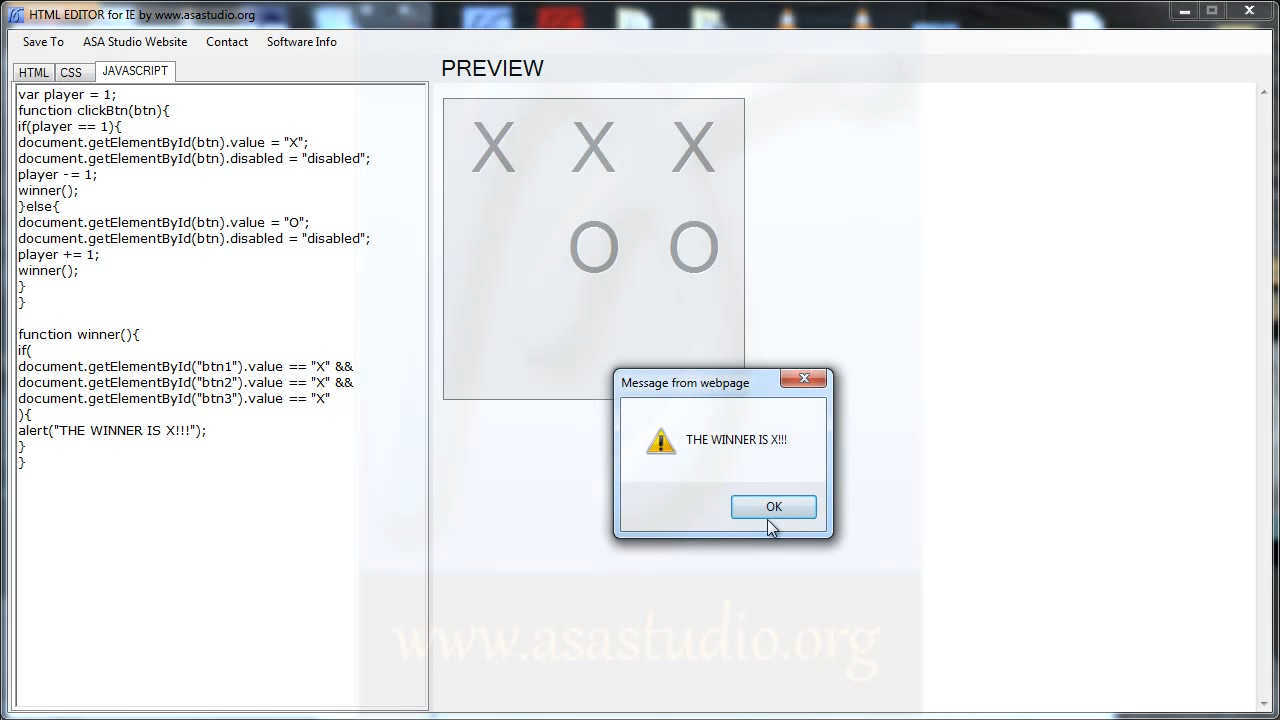 HTML EDITOR for IE by www.asastudio.org
Save To ASA Studio Website Contact Software Info
HTML CSS JAVASCRIPT
PREVIEW
var player = 1;
function clickBtn(btn){
if(player == 1){
document.getElementById(btn).value = "X";
document.getElementById(btn).disabled = "disabled";
player -= 1;
winner();
}else{
document.getElementById(btn).value = "O";
document.getElementById(btn).disabled = "disabled";
player += 1;
winner();
}
}
function winner(){
if(
document.getElementById("btn1").value == "X" &&
document.getElementById("btn2").value == "X" &&
document.getElementById("btn3").value == "X"
){
alert("THE WINNER IS X!!!");
}
}
X X X
O O
Message from webpage
THE WINNER IS X!!!
OK
www.asastudio.org